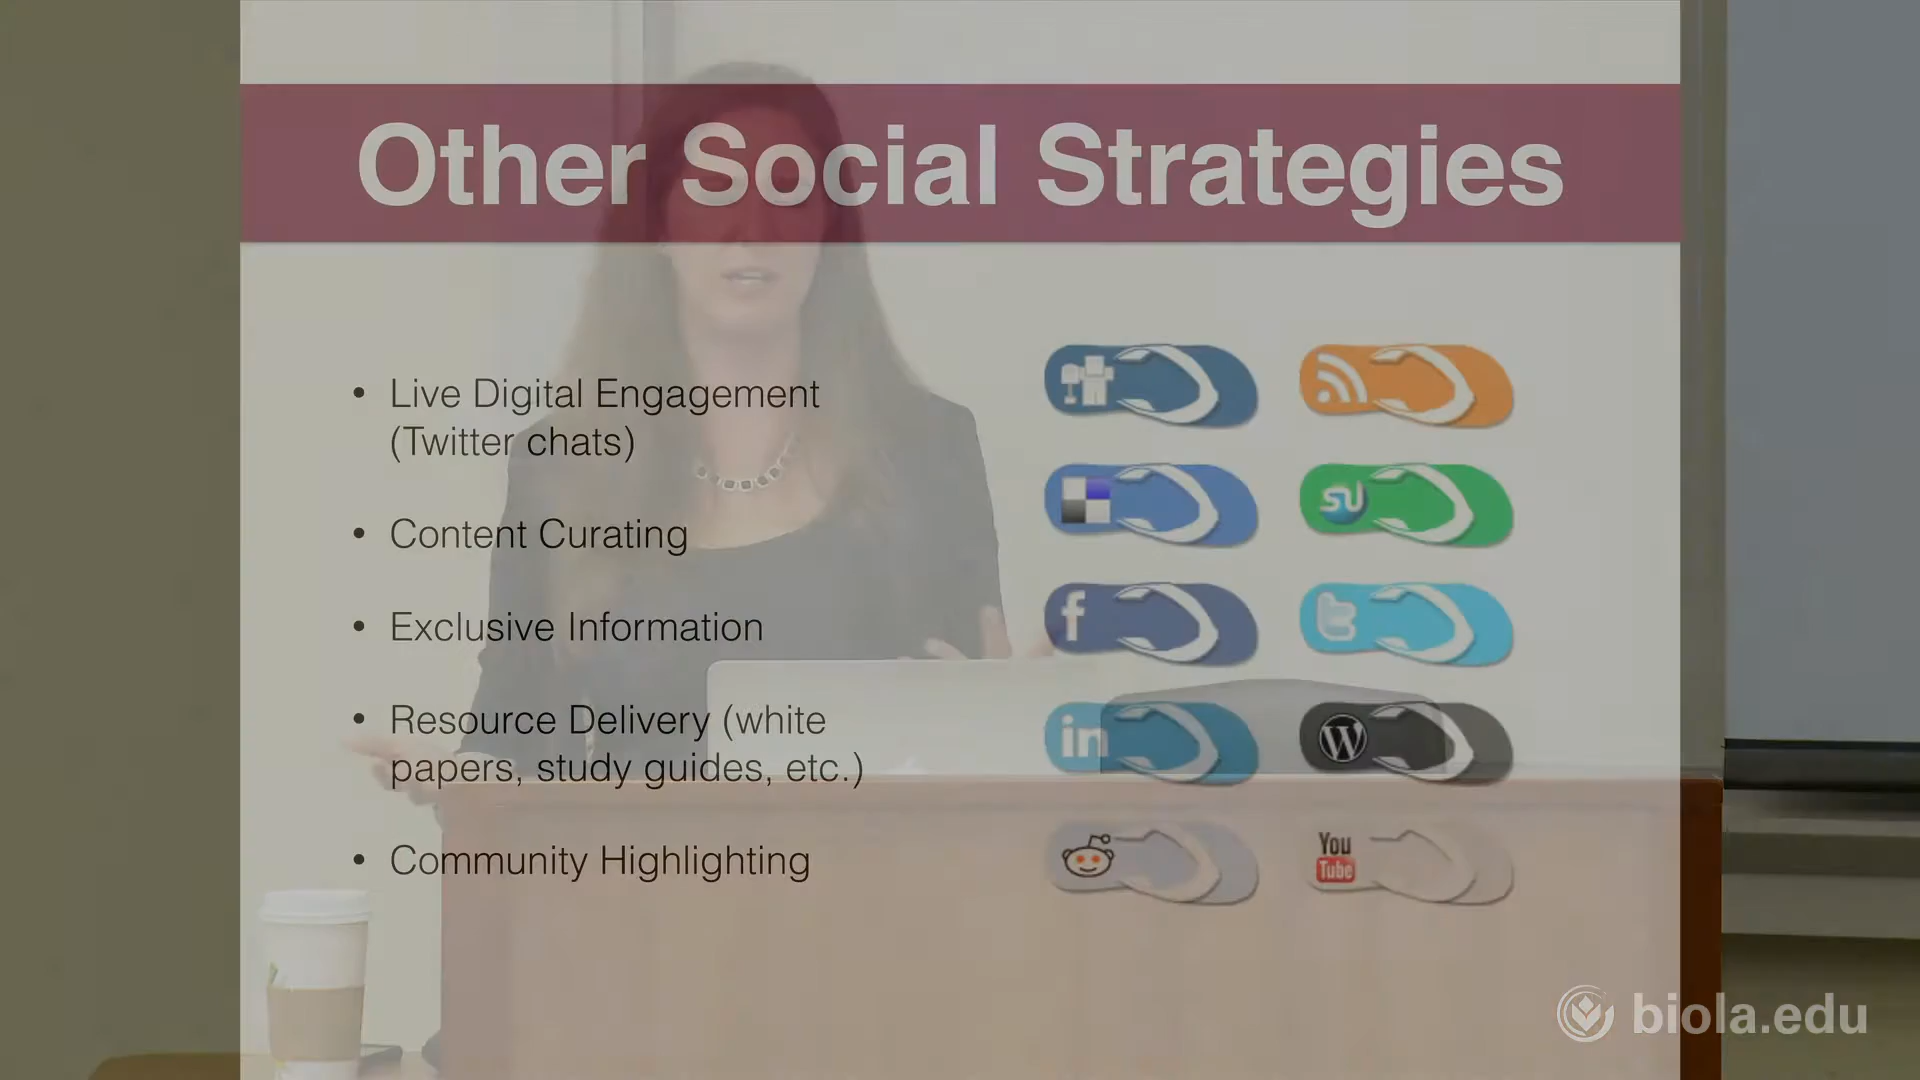 Other Social Strategies
• Live Digital Engagement
(Twitter chats)
• Content Curating
• Exclusive Information
• Resource Delivery (white
papers, study guides, etc.)
• Community Highlighting
SU
f
t
in
W
You
Tube
biola.edu